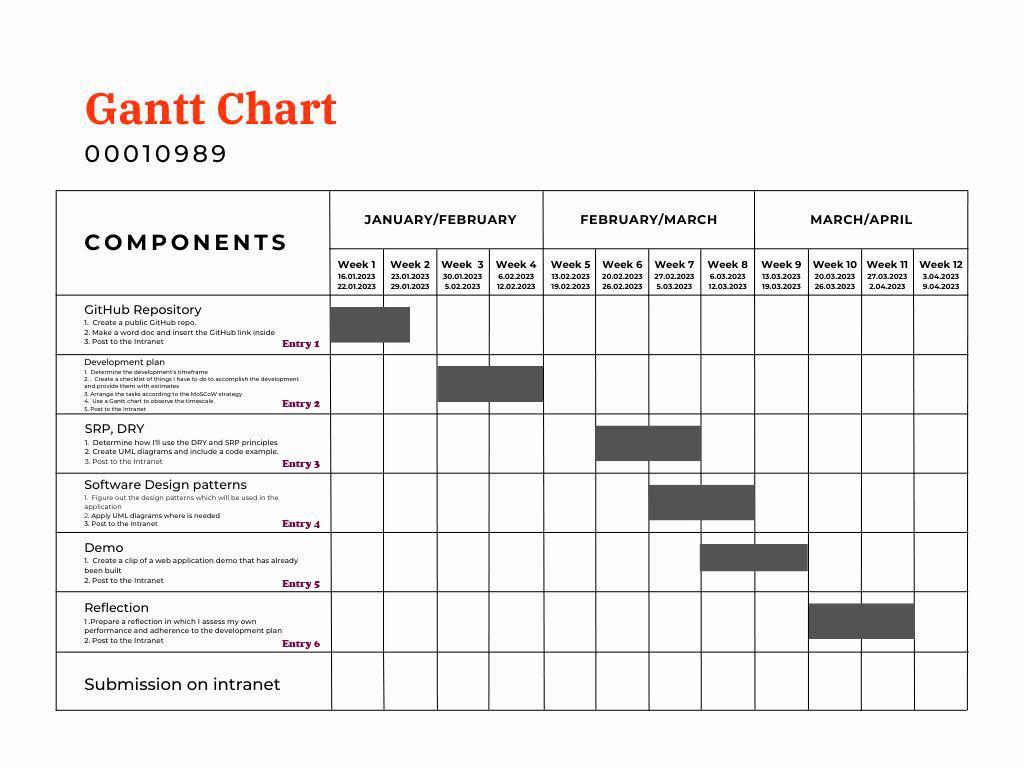 Gantt Chart
00010989
COMPONENTS
JANUARY/FEBRUARY
FEBRUARY/MARCH
MARCH/APRIL
Week 1
16.01.2023
22.01.2023
Week 2
23.01.2023
29.01.2023
Week 3
30.01.2023
5.02.2023
Week 4
6.02.2023
12.02.2023
Week 5
13.02.2023
19.02.2023
Week 6
20.02.2023
26.02.2023
Week 7
27.02.2023
5.03.2023
Week 8
6.03.2023
12.03.2023
Week 9
13.03.2023
19.03.2023
Week 10
20.03.2023
26.03.2023
Week 11
27.03.2023
2.04.2023
Week 12
3.04.2023
9.04.2023
GitHub Repository
1. Create a public GitHub repo.
2. Make a word doc and insert the GitHub link inside
3. Post to the Intranet
Entry 1
Development plan
1. Determine the development's timeframe
2. . Create a checklist of things I have to do to accomplish the development
and provide them with estimates
3. Arrange the tasks according to the MoSCoW strategy
4. Use a Gantt chart to observe the timescale
5. Post to the Intranet
Entry 2
SRP, DRY
1. Determine how I'll use the DRY and SRP principles
2. Create UML diagrams and include a code example.
3. Post to the Intranet
Entry 3
Software Design patterns
1. Figure out the design patterns which will be used in the
application
2. Apply UML diagrams where is needed
3. Post to the Intranet
Entry 4
Demo
1. Create a clip of a web application demo that has already
been built
2. Post to the Intranet
Entry 5
Reflection
1 .Prepare a reflection in which I assess my own
performance and adherence to the development plan
2. Post to the Intranet
Entry 6
Submission on intranet